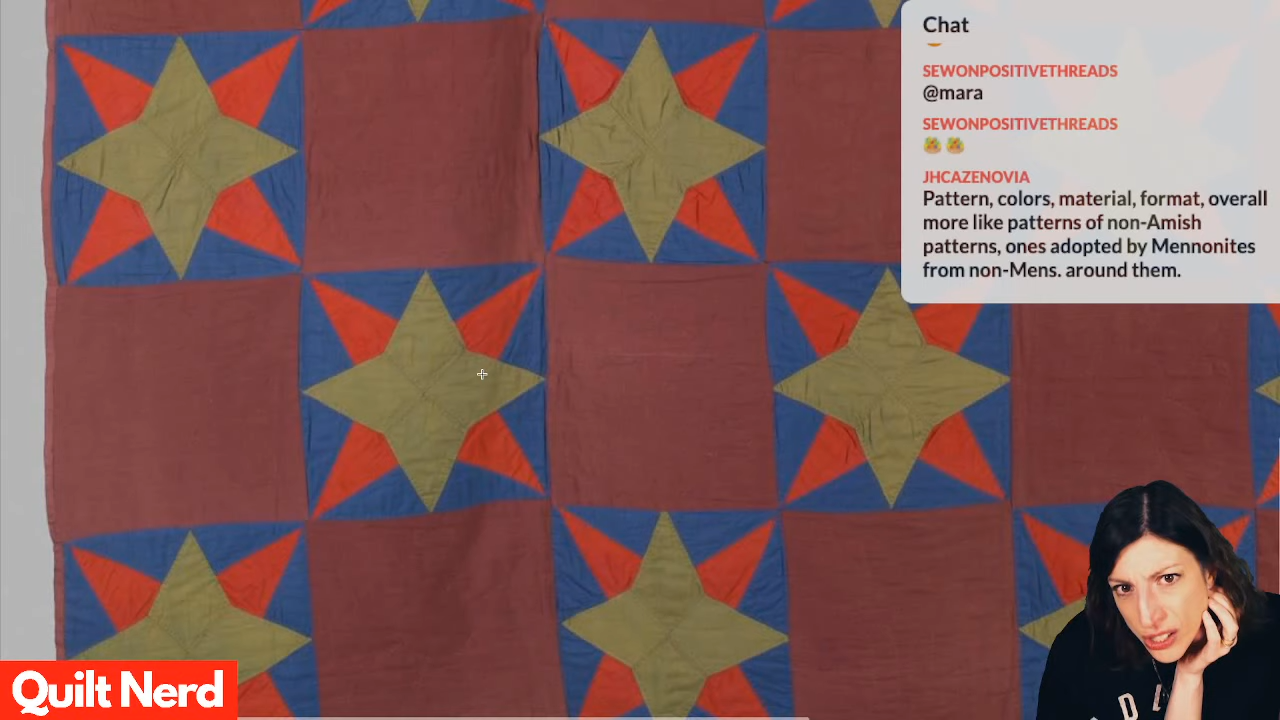 Chat
SEWONPOSITIVETHREADS
@mara
SEWONPOSITIVETHREADS
JHCAZENOVIA
Pattern, colors, material, format, overall
more like patterns of non-Amish
patterns, ones adopted by Mennonites
from non-Mens. around them.
Quilt Nerd